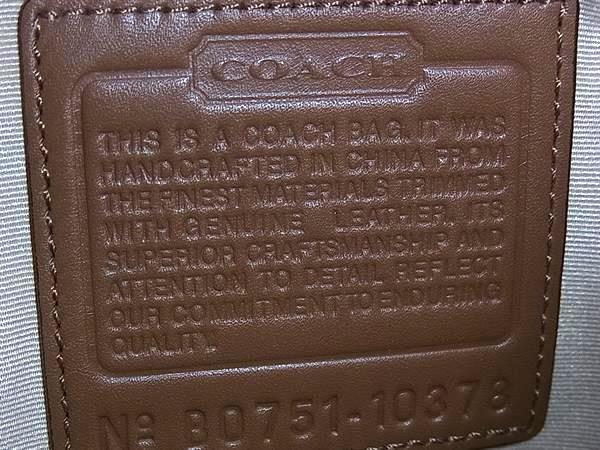 COACH
THIS IS A COACH BAG. IT WAS
HANDCRAFTED IN CHINA FROM
THE FINEST MATERIALS TRIMMED
WITH GENUINE LEATHER. ITS
SUPERIOR CRAFTSMANSHIP AND
ATTENTION TO DETAIL REFLECT
OUR COMMITMENT TO ENDURING
QUALITY.
Nº B0751-10378